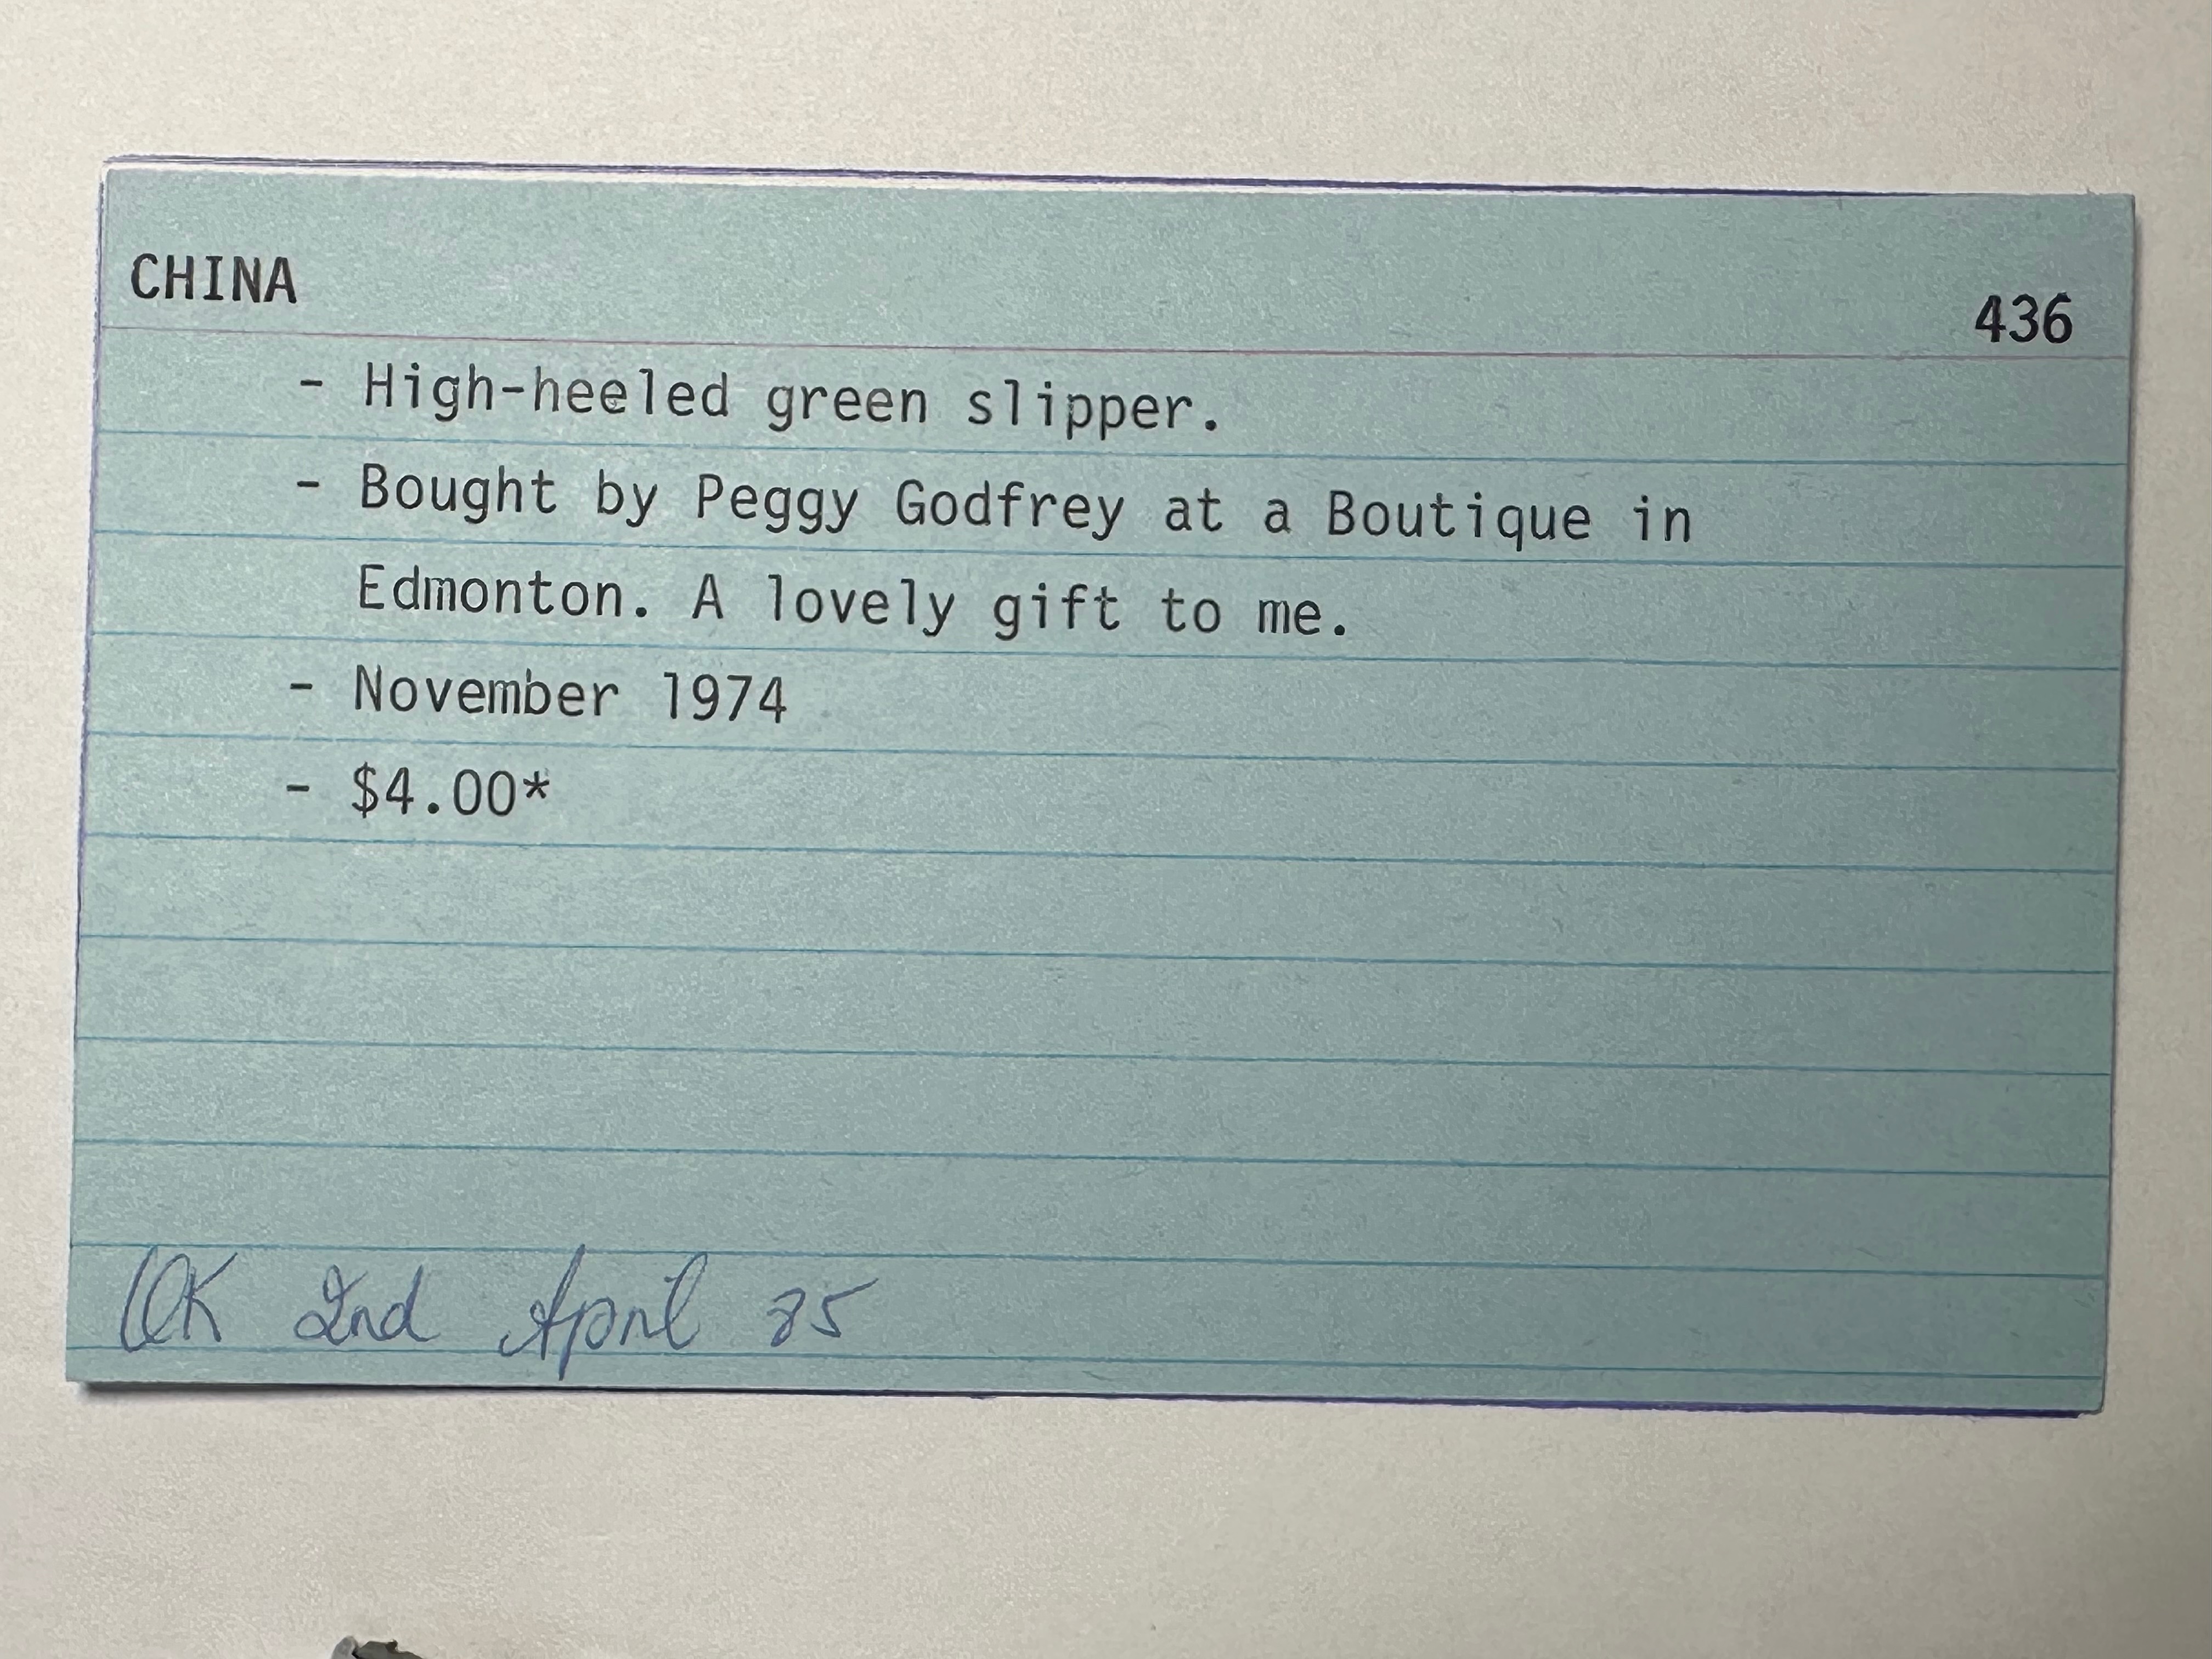 CHINA
436
- High-heeled green slipper.
- Bought by Peggy Godfrey at a Boutique in
Edmonton. A lovely gift to me.
- November 1974
- $4.00*
OK 2nd April 85